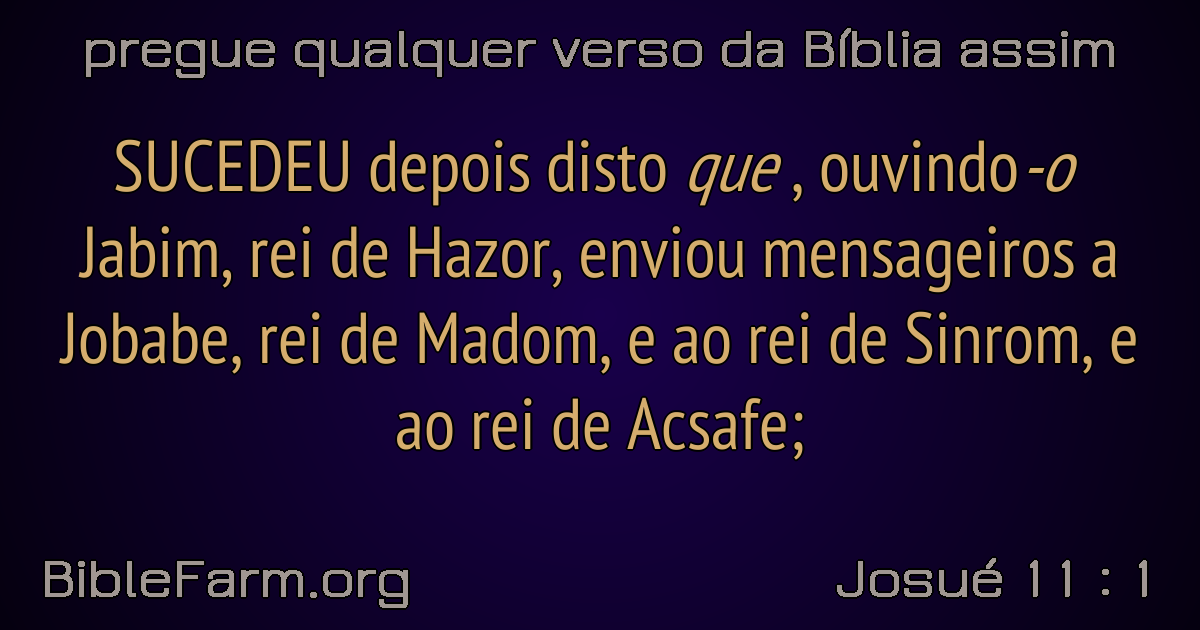 pregue qualquer verso da Bíblia assim
SUCEDEU depois disto que , ouvindo-o
Jabim, rei de Hazor, enviou mensageiros a
Jobabe, rei de Madom, e ao rei de Sinrom, e
ao rei de Acsafe;
BibleFarm.org
Josué 11 : 1